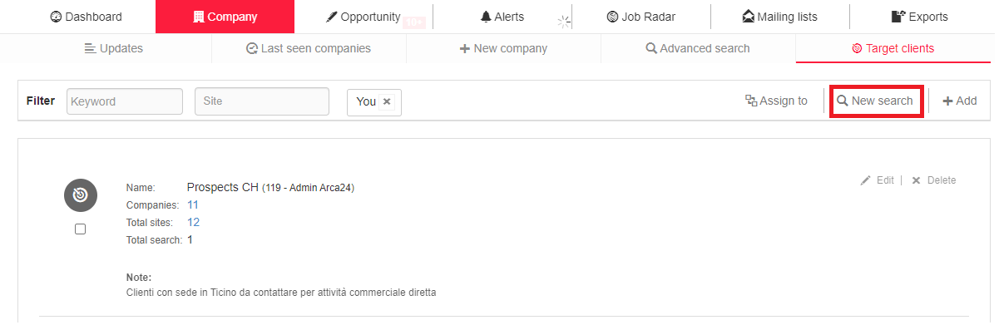 Dashboard Company Opportunity 10+ Alerts Job Radar Mailing lists Exports
Updates Last seen companies New company Advanced search Target clients
Filter Keyword Site You Assign to New search Add
Name: Prospects CH (119 - Admin Arca24) Edit | Delete
Companies: 11
Total sites: 12
Total search: 1
Note:
Clienti con sede in Ticino da contattare per attività commerciale diretta